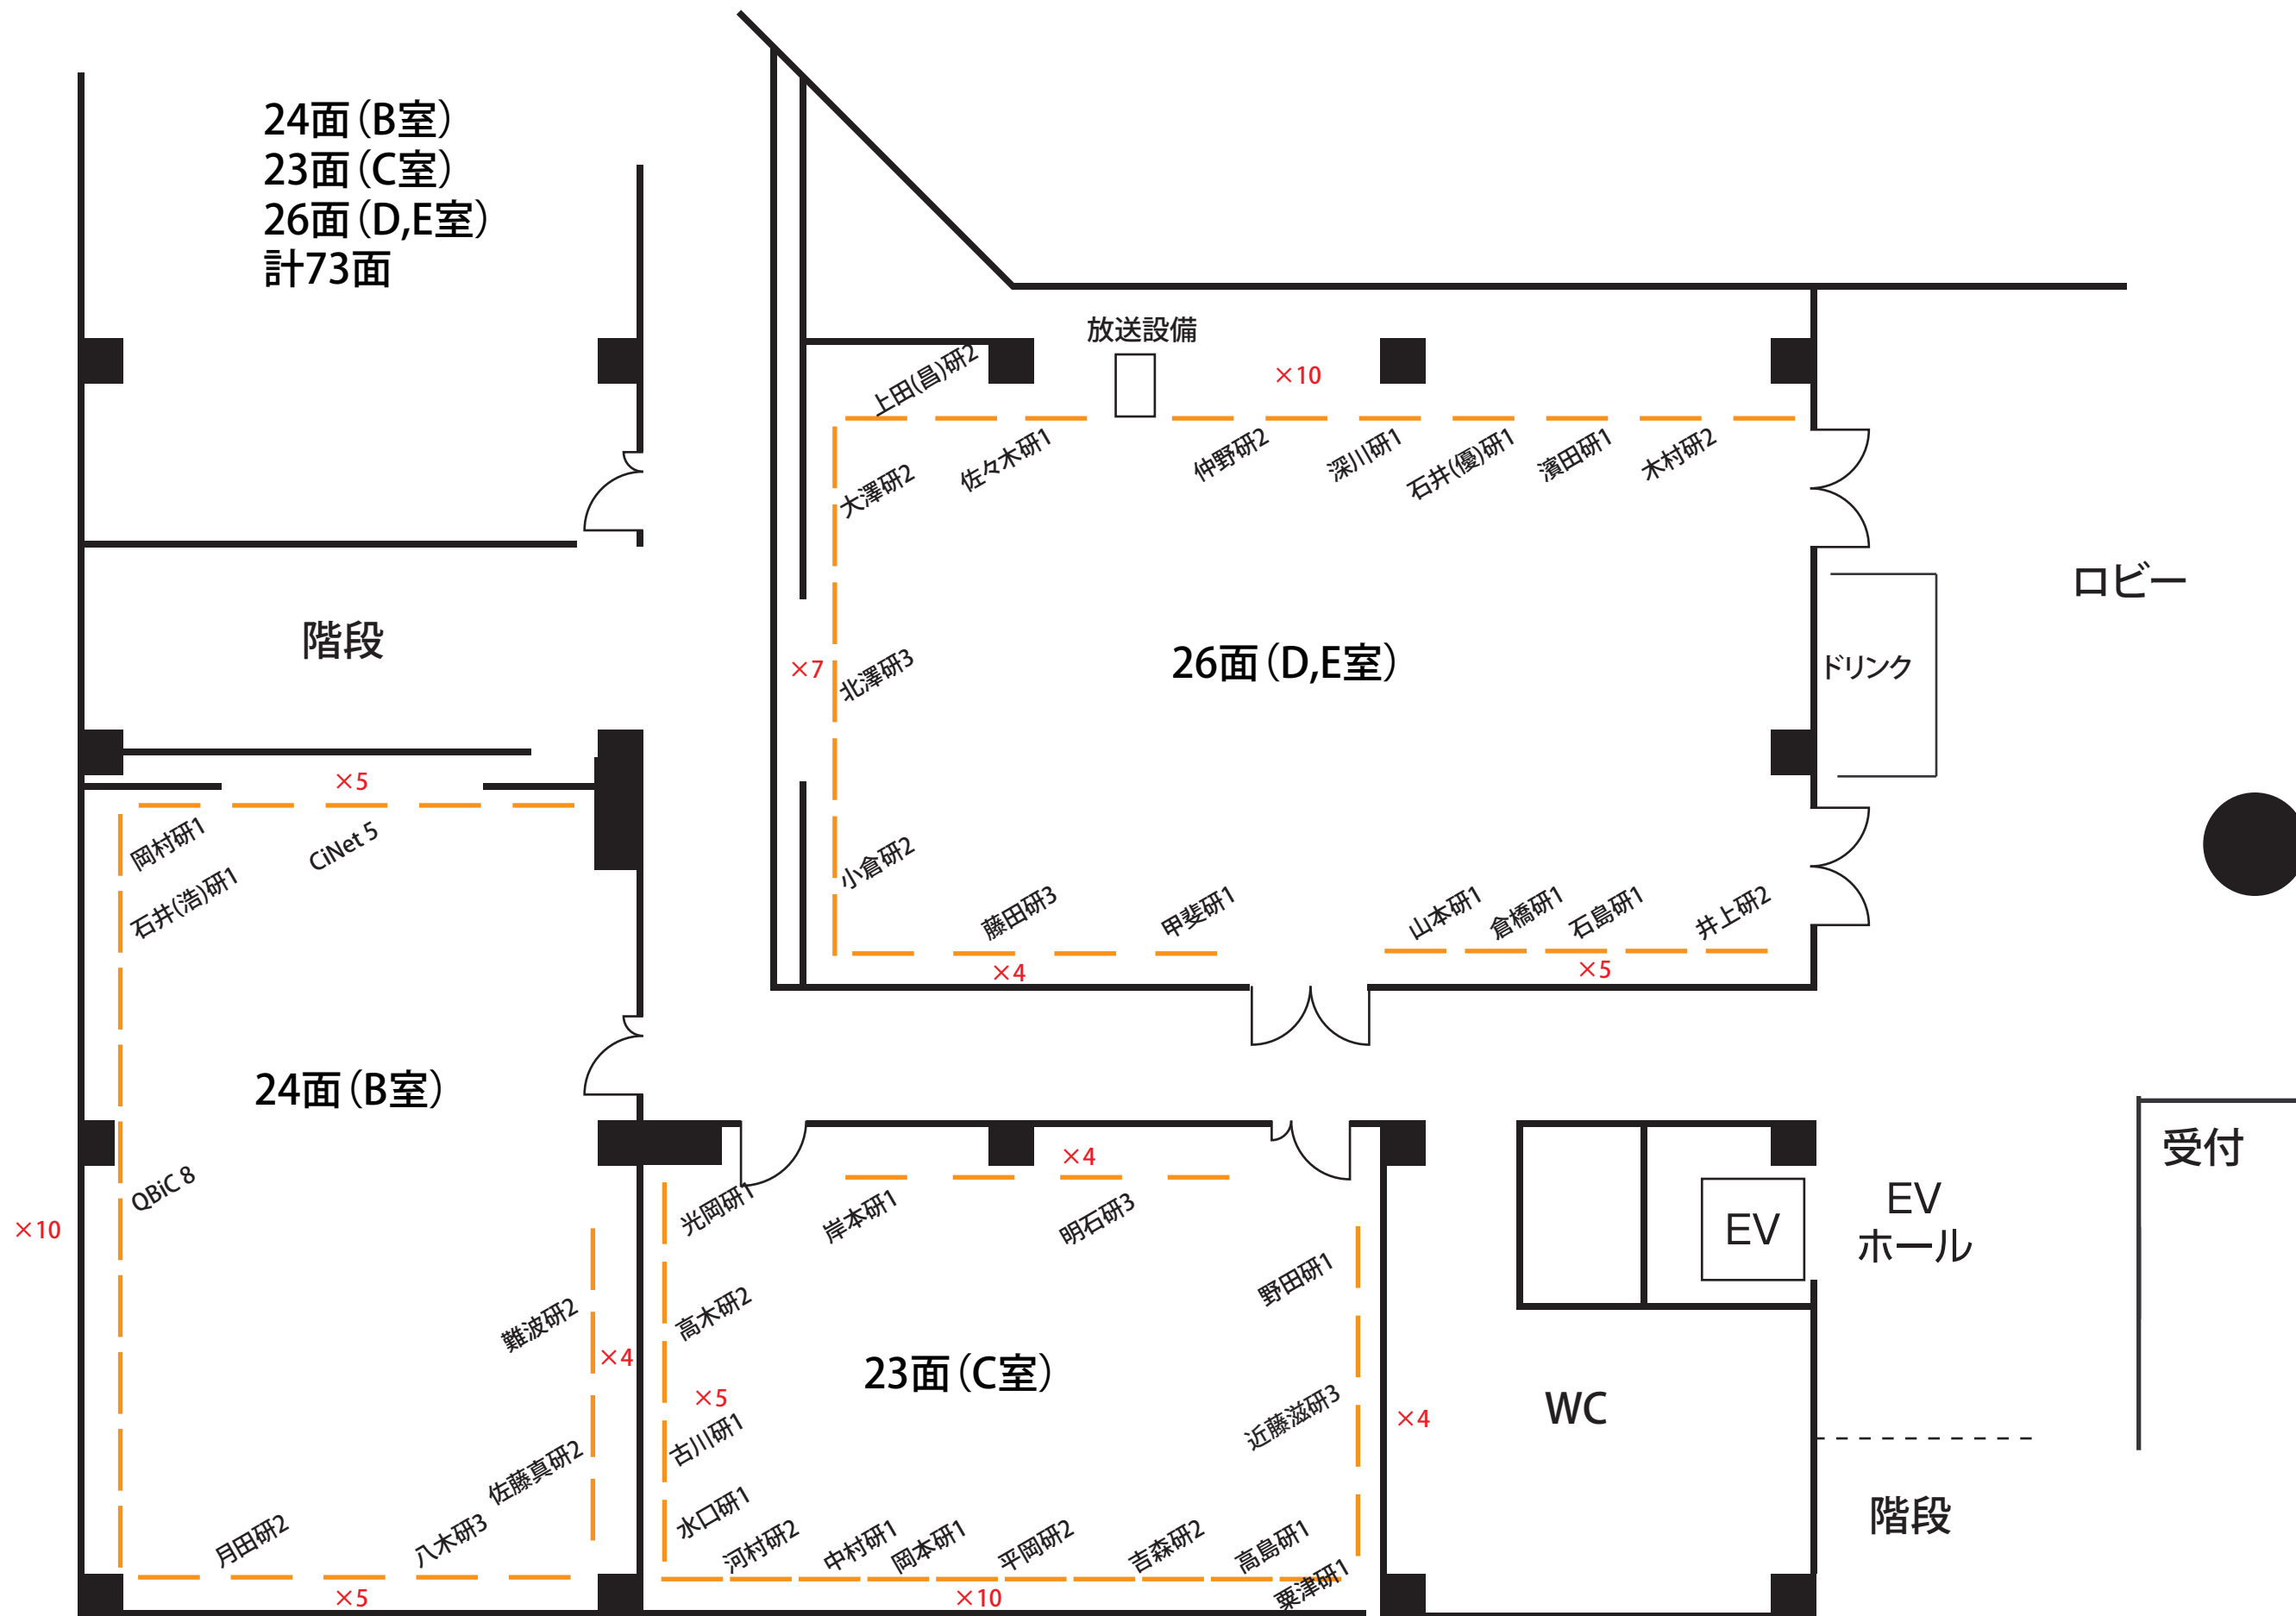 24面（B室）
23面（C室）
26面（D,E室）
計73面
放送設備
×10
上田(昌)研2
佐々木研1
仲野研2
深川研1
石井(優)研1
濱田研1
木村研2
大澤研2
ロビー
階段
×7
北澤研3
26面（D,E室）
ドリンク
×5
岡村研1
CiNet 5
石井(浩)研1
小倉研2
藤田研3
甲斐研1
山本研1
倉橋研1
石島研1
井上研2
×4
×5
24面（B室）
受付
×4
QBiC 8
×10
光岡研1
岸本研1
明石研3
EV
EV
ホール
野田研1
難波研2
高木研2
×4
23面（C室）
×5
×4
WC
古川研1
近藤滋研3
佐藤真研2
水口研1
階段
月田研2
八木研3
河村研2
中村研1
岡本研1
平岡研2
吉森研2
高島研1
粟津研1
×5
×10